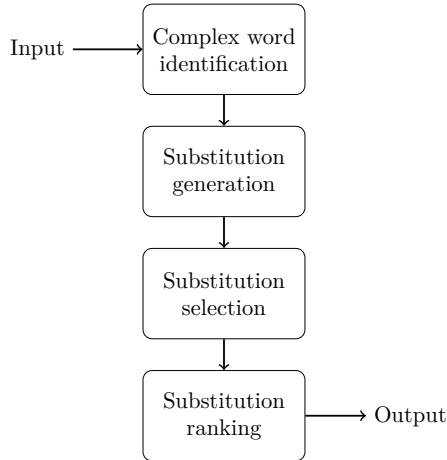 Input
Complex word
identification
Substitution
generation
Substitution
selection
Substitution
ranking
Output